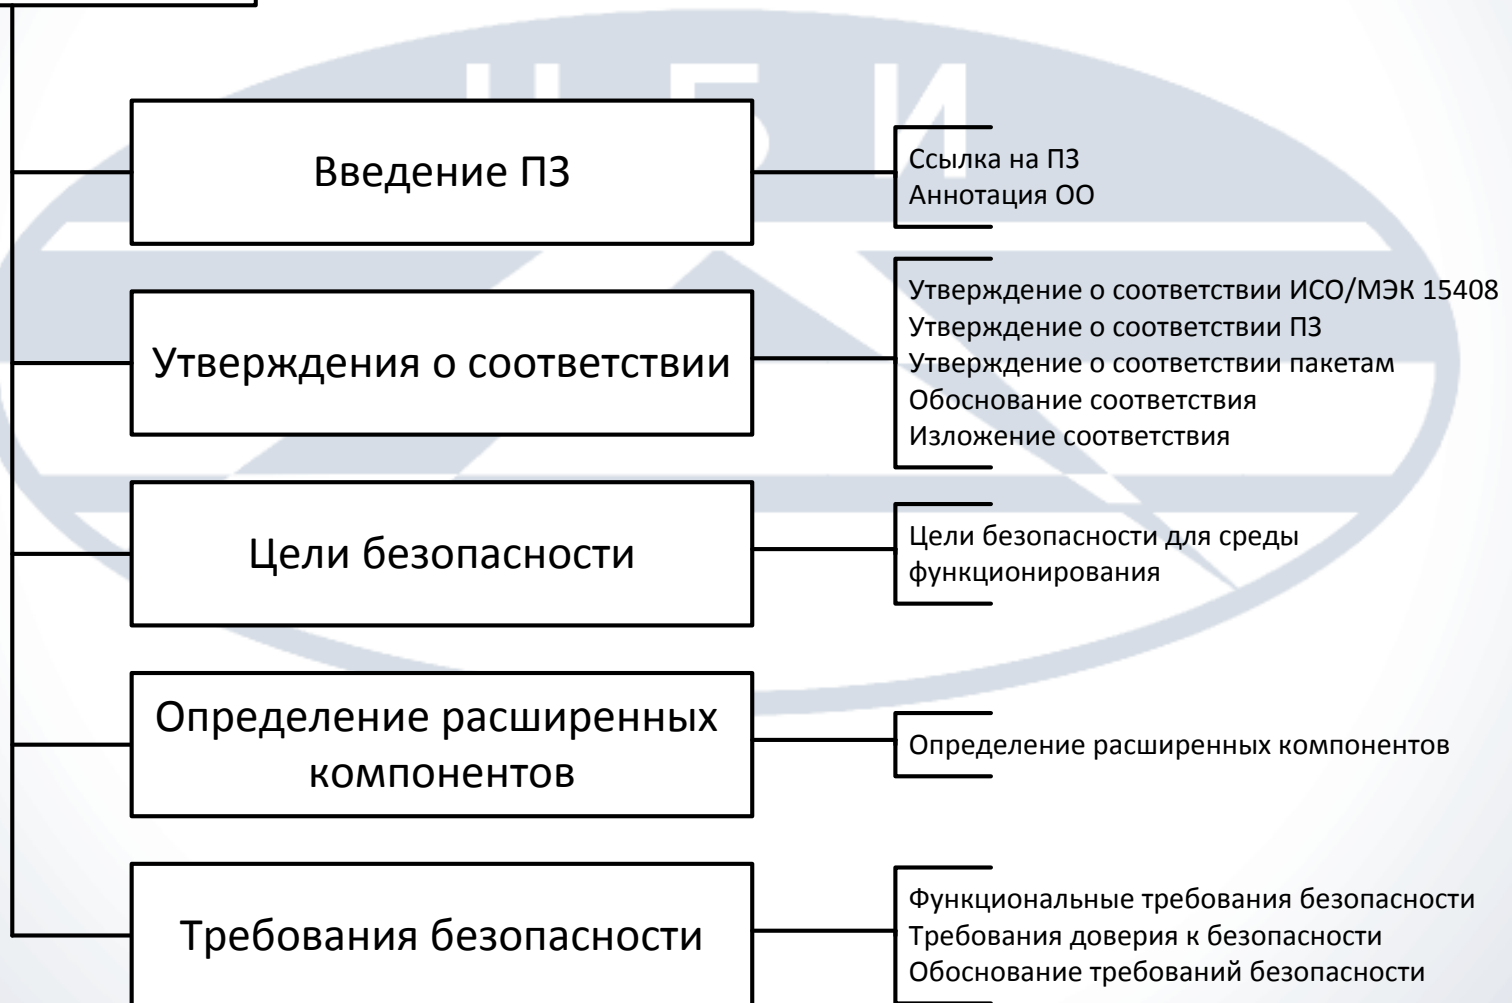 Ц Б И
Введение ПЗ
Ссылка на ПЗ
Аннотация ОО
Утверждения о соответствии
Утверждение о соответствии ИСО/МЭК 15408
Утверждение о соответствии ПЗ
Утверждение о соответствии пакетам
Обоснование соответствия
Изложение соответствия
Цели безопасности
Цели безопасности для среды
функционирования
Определение расширенных
компонентов
Определение расширенных компонентов
Требования безопасности
Функциональные требования безопасности
Требования доверия к безопасности
Обоснование требований безопасности